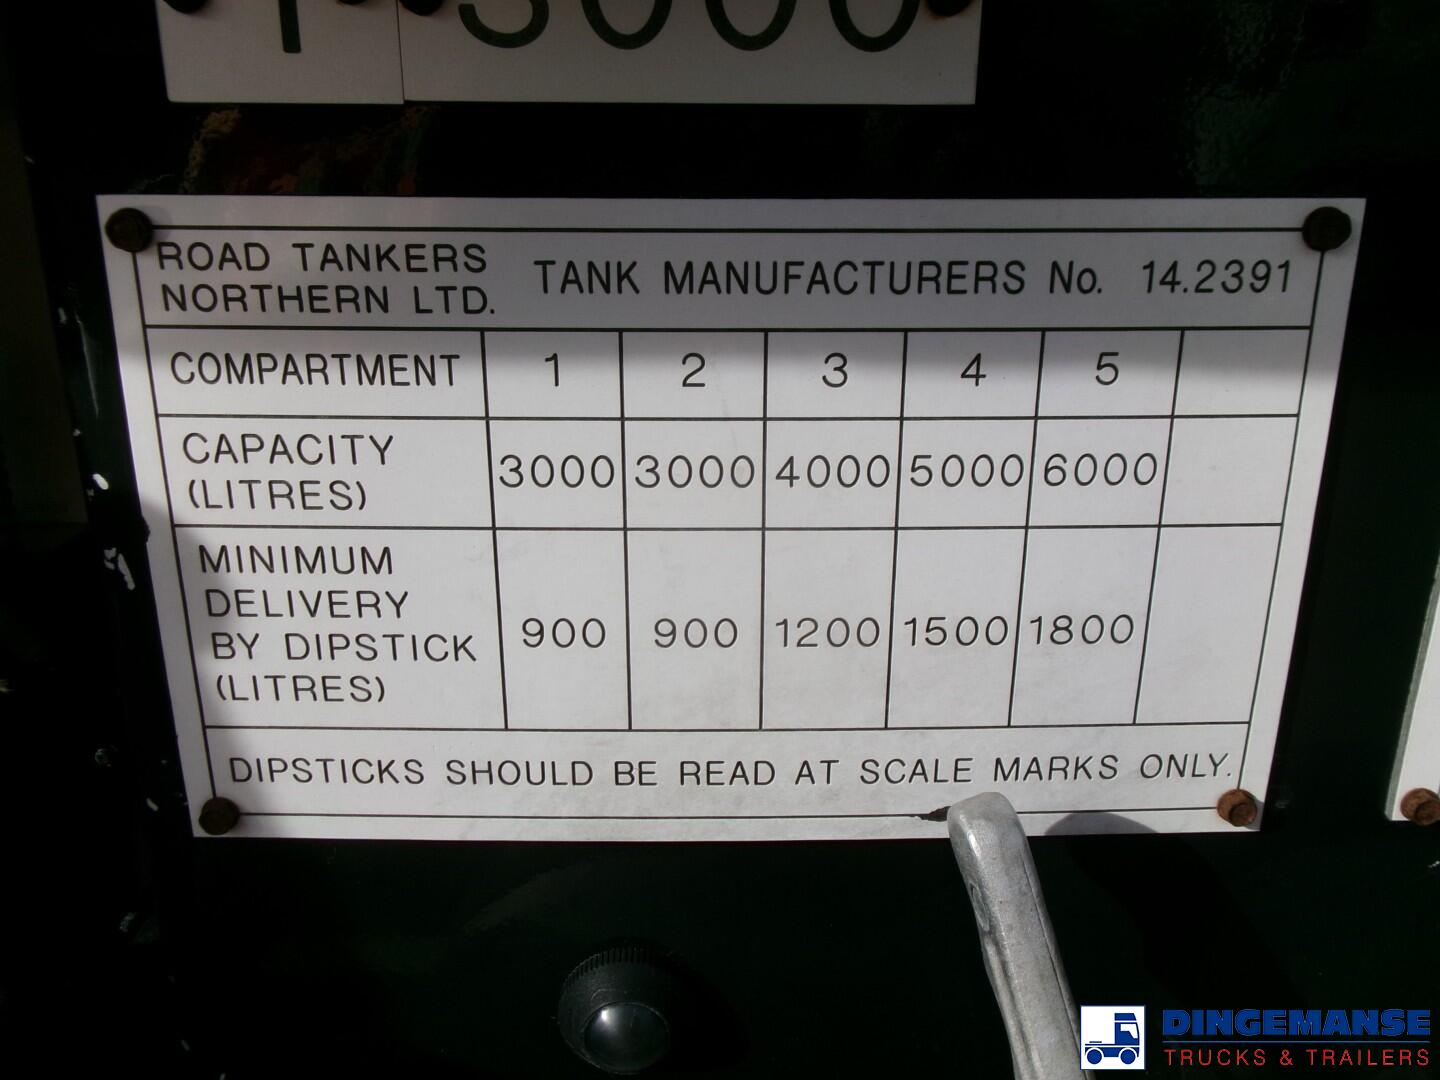 1 3000
ROAD TANKERS
NORTHERN LTD.
TANK MANUFACTURERS No. 14.2391
COMPARTMENT 1 2 3 4 5
CAPACITY
(LITRES)
3000 3000 4000 5000 6000
MINIMUM
DELIVERY
BY DIPSTICK
(LITRES)
900 900 1200 1500 1800
DIPSTICKS SHOULD BE READ AT SCALE MARKS ONLY.
DINGEMANSE
TRUCKS & TRAILERS